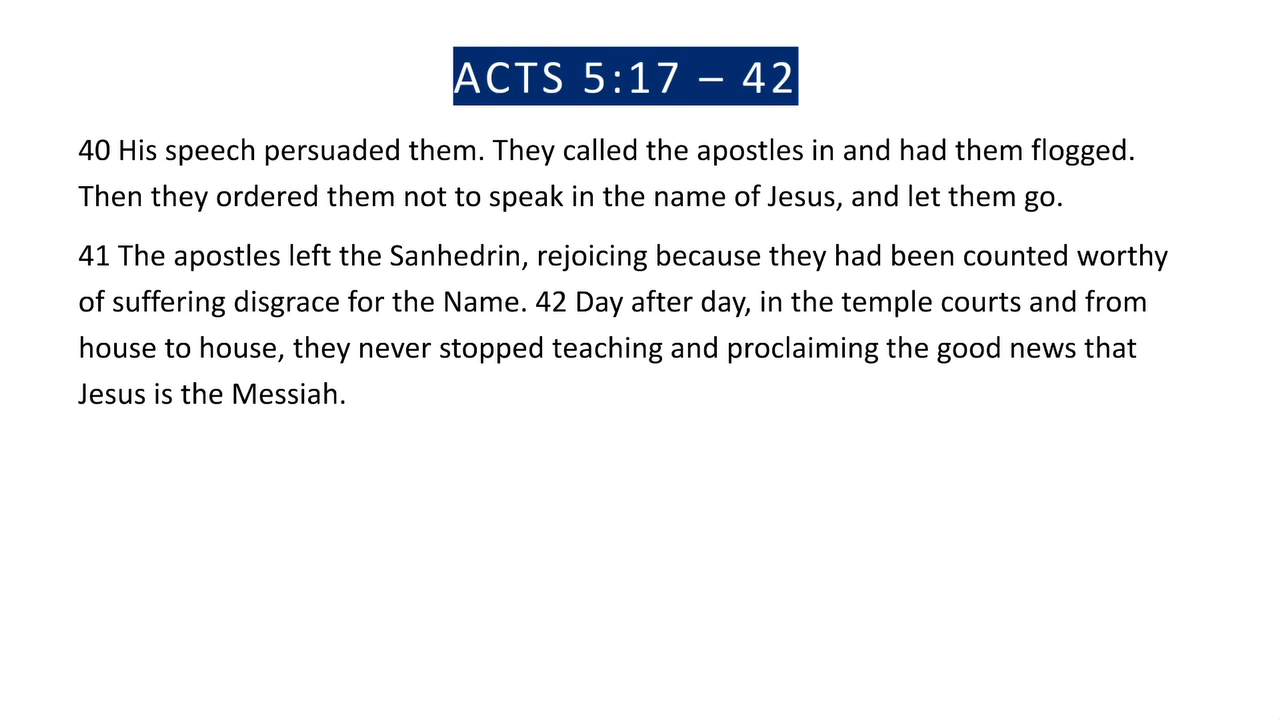 ACTS 5:17 – 42
40 His speech persuaded them. They called the apostles in and had them flogged.
Then they ordered them not to speak in the name of Jesus, and let them go.
41 The apostles left the Sanhedrin, rejoicing because they had been counted worthy
of suffering disgrace for the Name. 42 Day after day, in the temple courts and from
house to house, they never stopped teaching and proclaiming the good news that
Jesus is the Messiah.